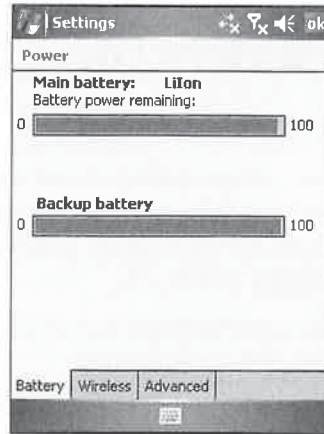 Settings
ok
Power
Main battery: LiIon
Battery power remaining:
0 100
Backup battery
0 100
Battery Wireless Advanced